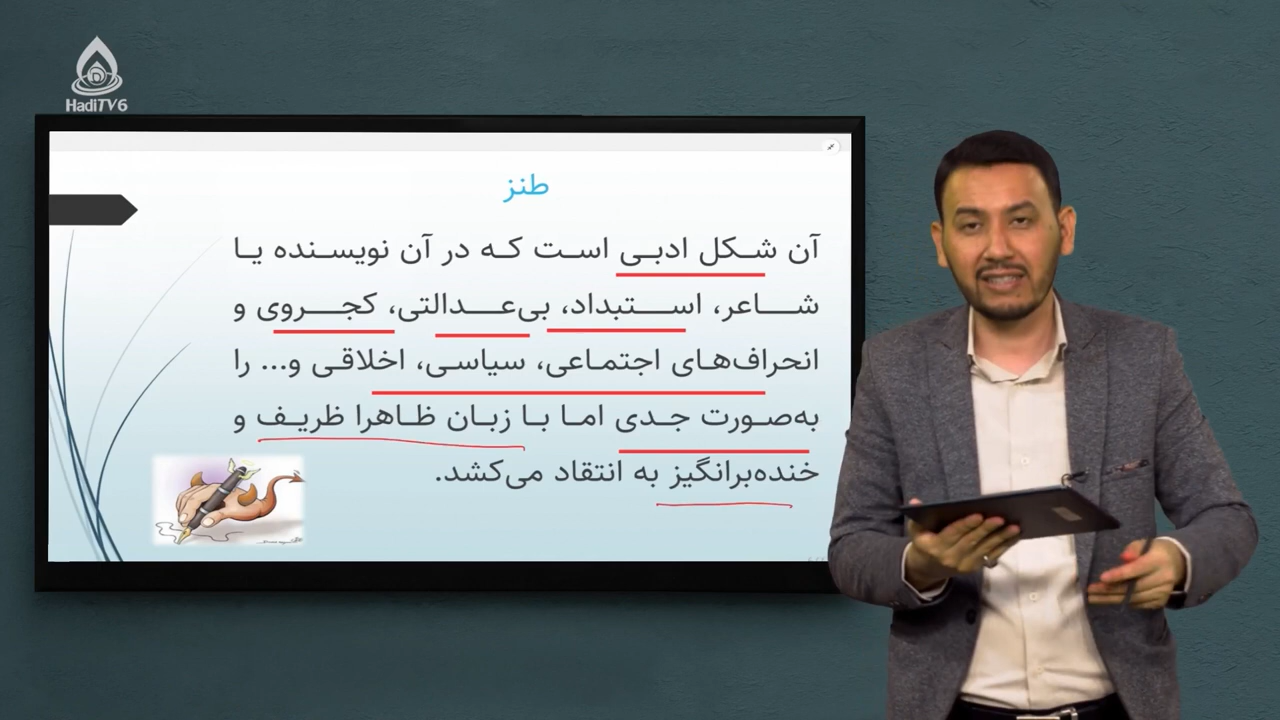 HadiTV6
طنز
آن شکل ادبی است که در آن نویسنده یا
شاعر، استبداد، بی‌عدالتی، کجروی و
انحراف‌های اجتماعی، سیاسی، اخلاقی و... را
به‌صورت جدی اما با زبان ظاهرا ظریف و
خنده‌برانگیز به انتقاد می‌کشد.